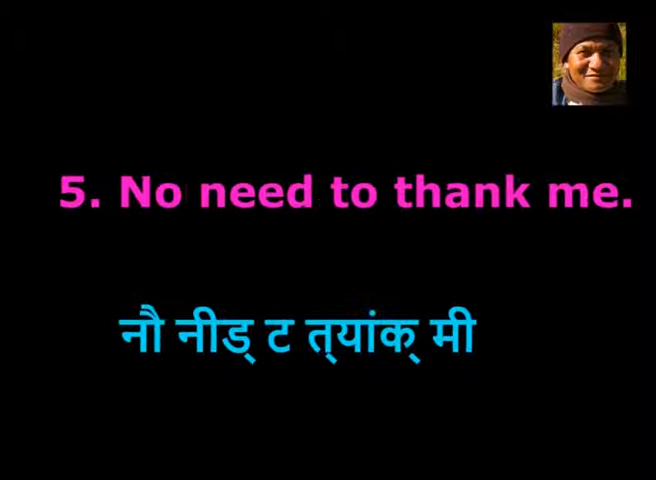 5. No need to thank me.
नौ नीड् ट त्‌यांक् मी